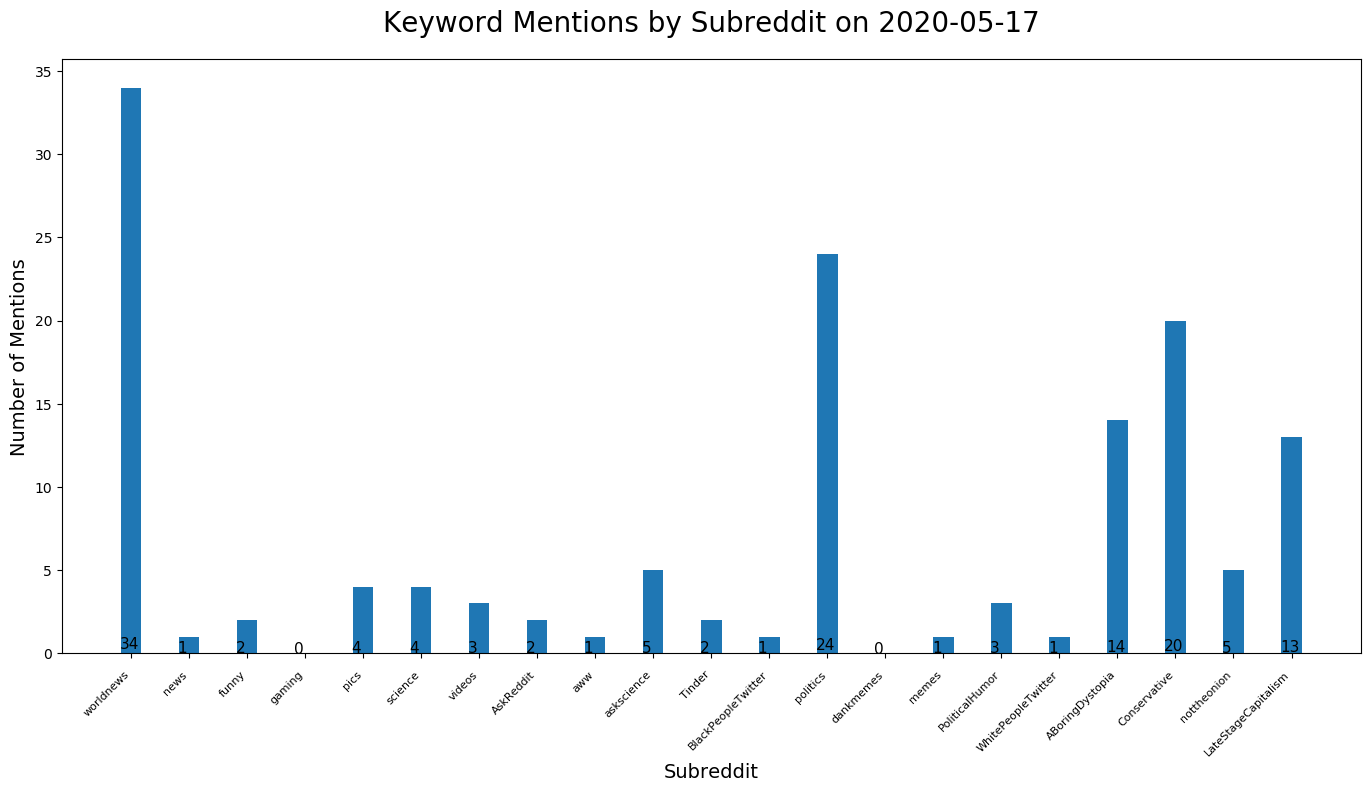 Keyword Mentions by Subreddit on 2020-05-17
Number of Mentions
35
30
25
20
15
10
5
0
34 1 2 0 4 4 3 2 1 5 2 1 24 0 1 3 1 14 20 5 13
worldnews news funny gaming pics science videos AskReddit aww askscience Tinder BlackPeopleTwitter politics dankmemes memes PoliticalHumor WhitePeopleTwitter ABoringDystopia Conservative nottheonion LateStageCapitalism
Subreddit